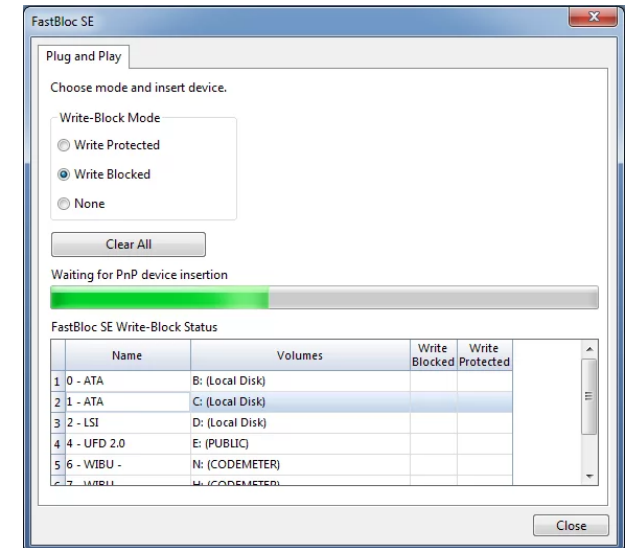 FastBloc SE
Plug and Play
Choose mode and insert device.
Write-Block Mode
Write Protected
Write Blocked
None
Clear All
Waiting for PnP device insertion
FastBloc SE Write-Block Status
Name Volumes Write Blocked Write Protected
1 0 - ATA B: (Local Disk)
2 1 - ATA C: (Local Disk)
3 2 - LSI D: (Local Disk)
4 4 - UFD 2.0 E: (PUBLIC)
5 6 - WIBU - N: (CODEMETER)
7 - WIBU H: (CODEMETER)
Close